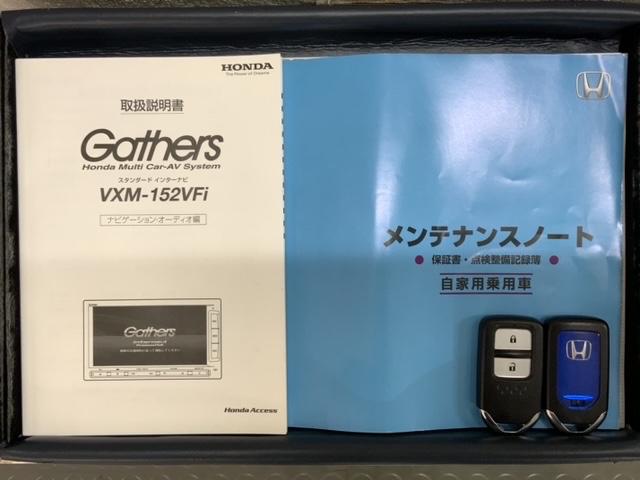 HONDA
The Power of Dreams
取扱説明書
Gathers
Honda Multi Car-AV System
スタンダード インターナビ
VXM-152VFi
ナビゲーション・オーディオ編
Gathers
Honda Access
メンテナンスノート
保証書・点検整備記録簿
自家用乗用車